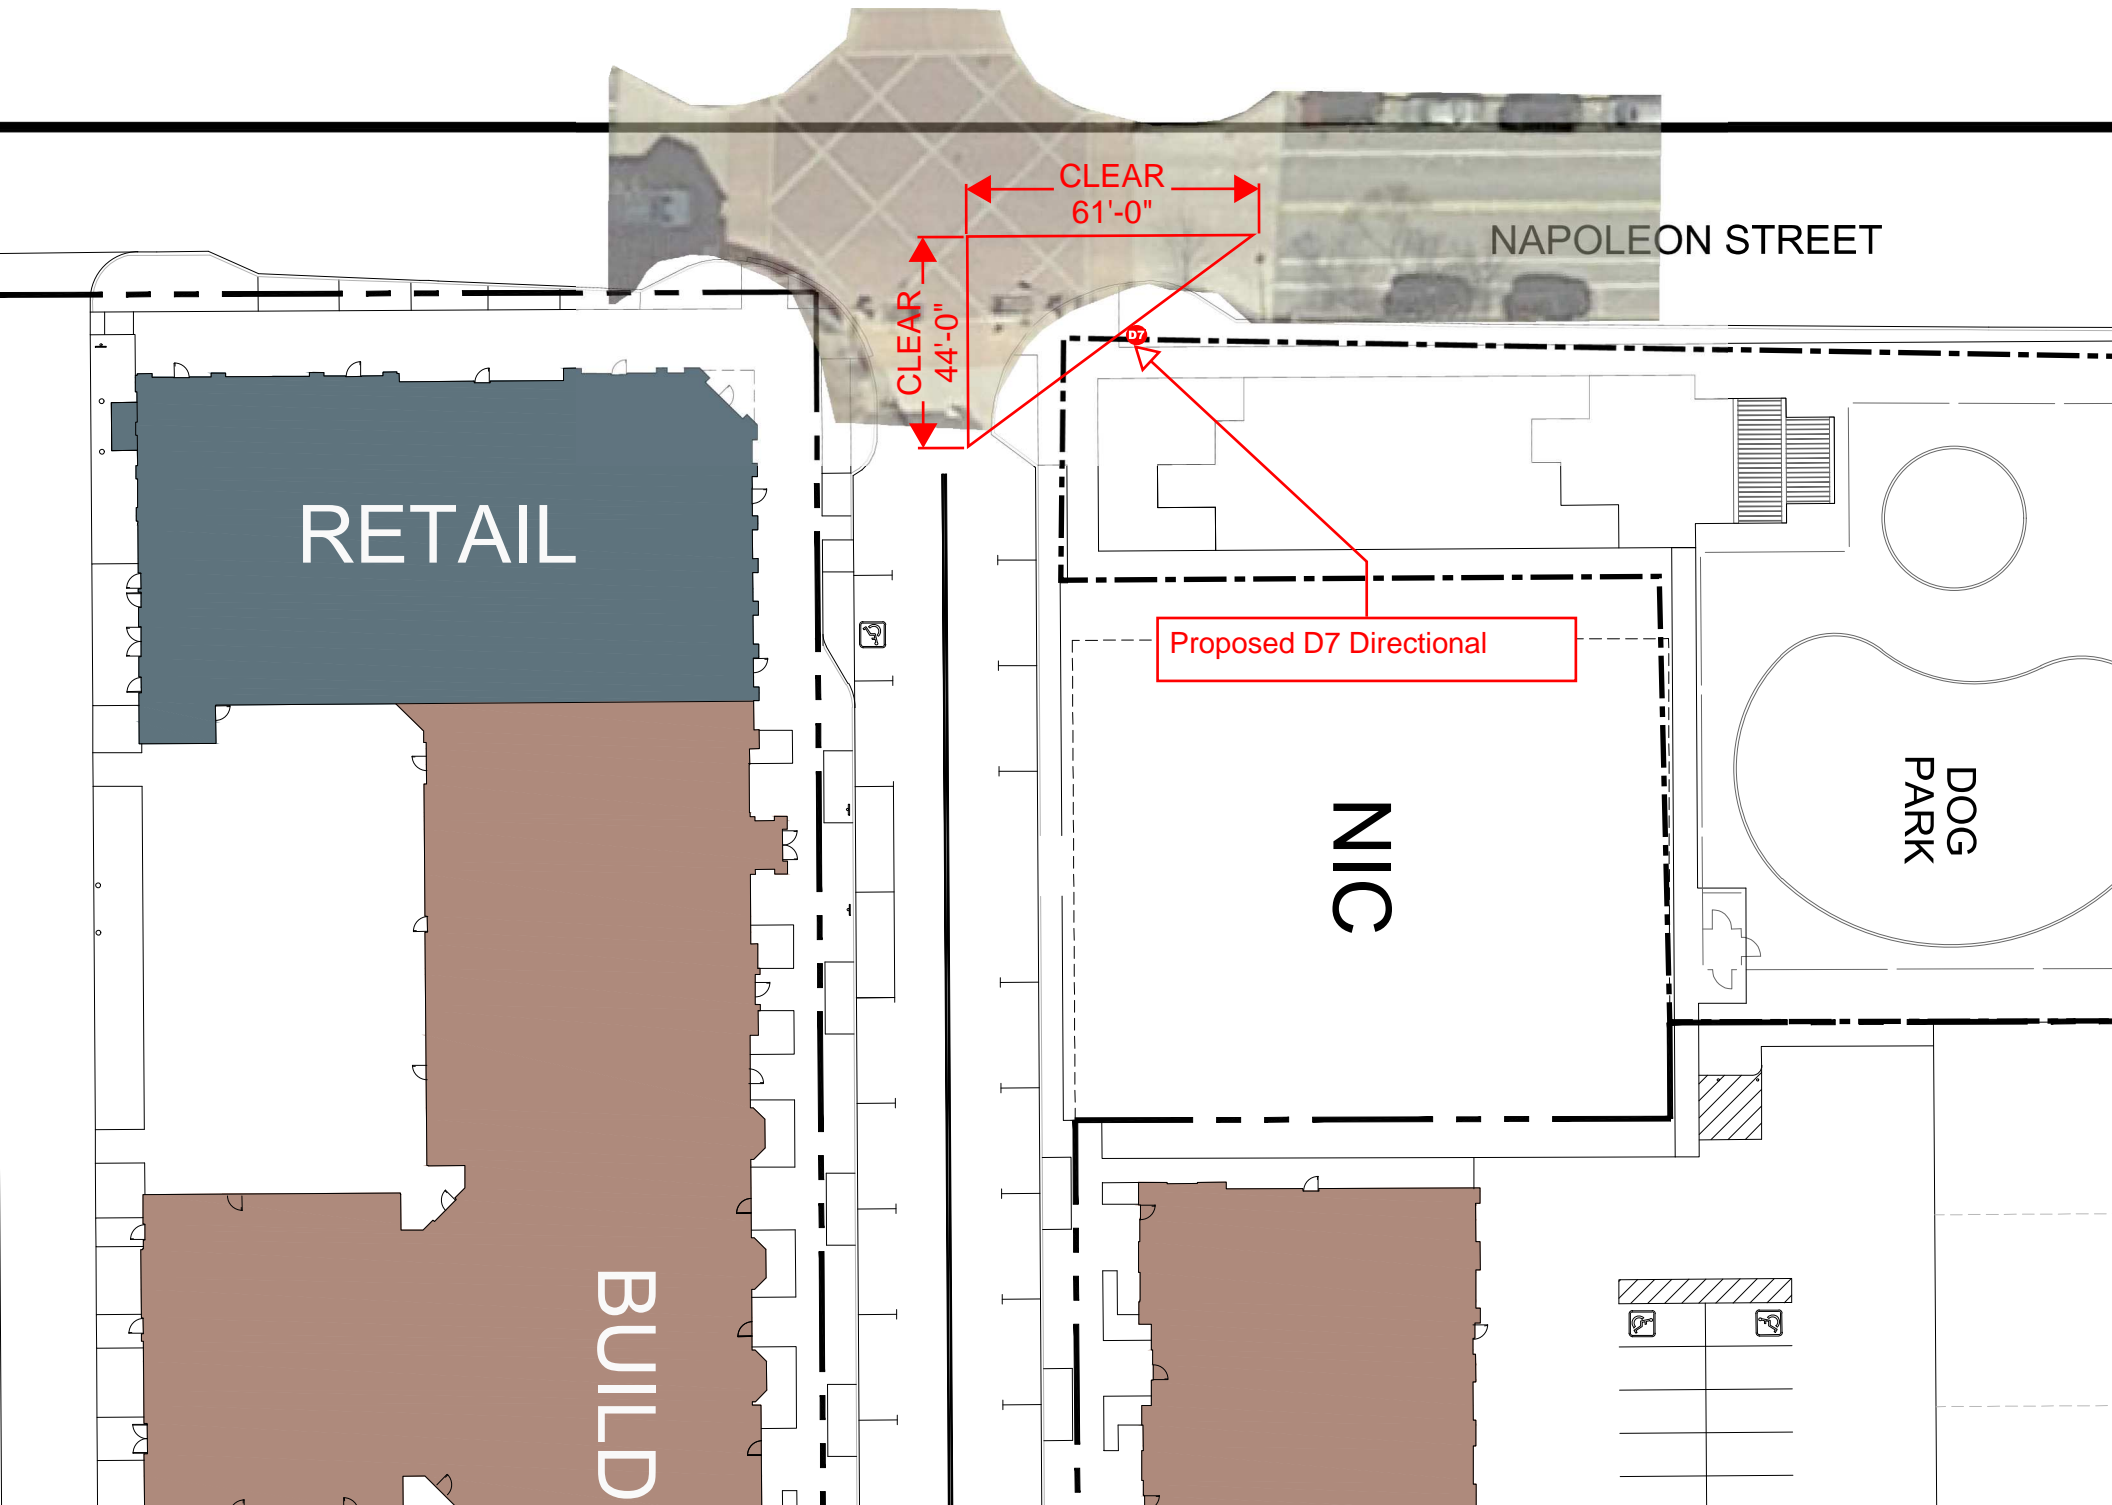 CLEAR
61'-0"
NAPOLEON STREET
CLEAR
44'-0"
D7
RETAIL
Proposed D7 Directional
NIC
DOG
PARK
BUILD